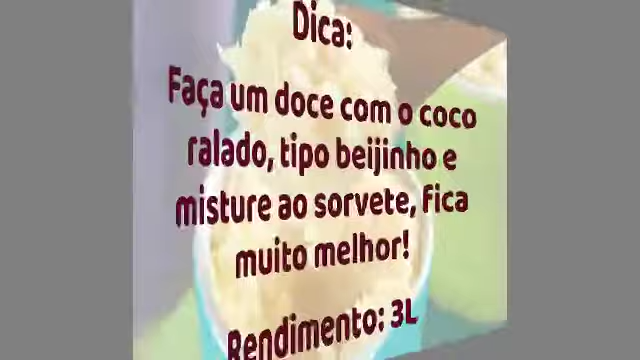 Dica:
Faça um doce com o coco
ralado, tipo beijinho e
misture ao sorvete, fica
muito melhor!
Rendimento: 3L